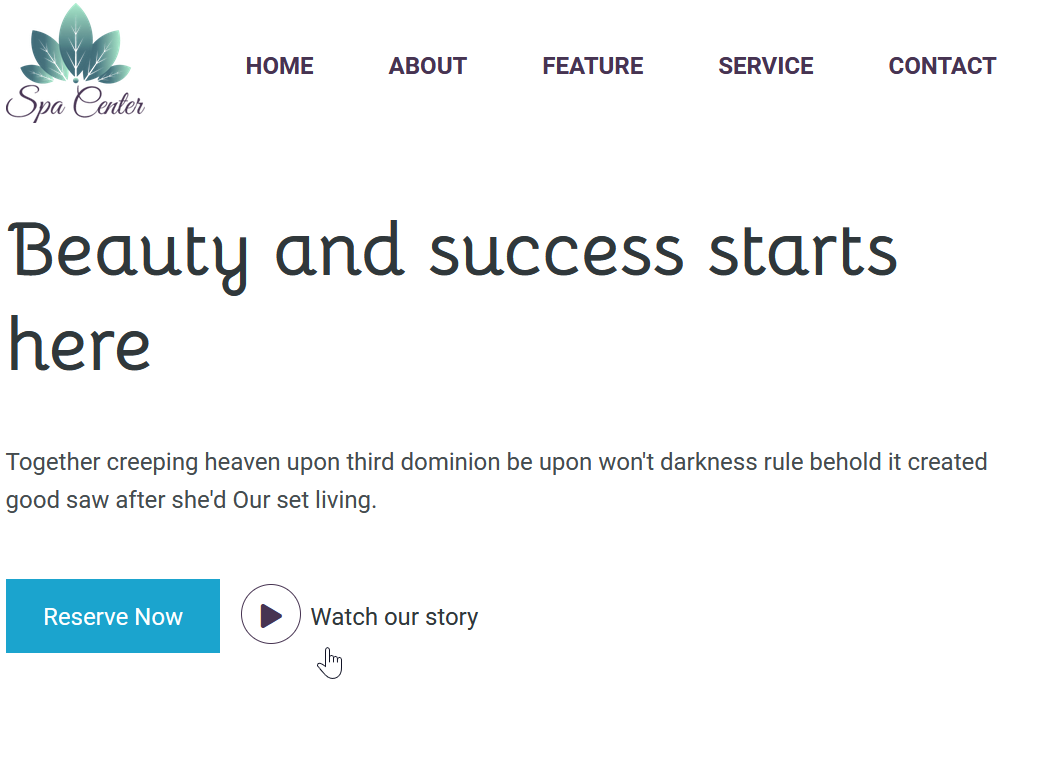 Spa Center
HOME ABOUT FEATURE SERVICE CONTACT
Beauty and success starts
here
Together creeping heaven upon third dominion be upon won't darkness rule behold it created
good saw after she'd Our set living.
Reserve Now Watch our story